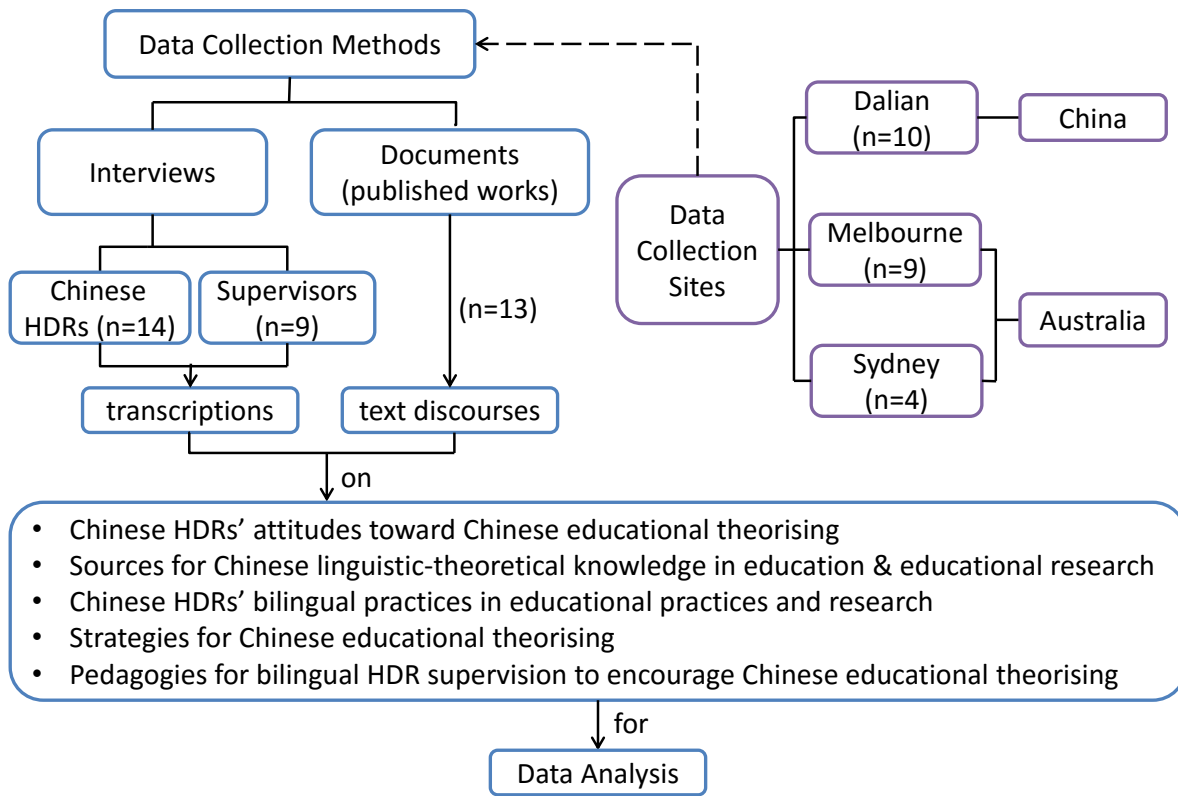 Data Collection Methods
Interviews
Documents
(published works)
Chinese
HDRs (n=14)
Supervisors
(n=9)
(n=13)
transcriptions
text discourses
Data
Collection
Sites
Dalian
(n=10)
China
Melbourne
(n=9)
Australia
Sydney
(n=4)
on
• Chinese HDRs’ attitudes toward Chinese educational theorising
• Sources for Chinese linguistic-theoretical knowledge in education & educational research
• Chinese HDRs’ bilingual practices in educational practices and research
• Strategies for Chinese educational theorising
• Pedagogies for bilingual HDR supervision to encourage Chinese educational theorising
for
Data Analysis